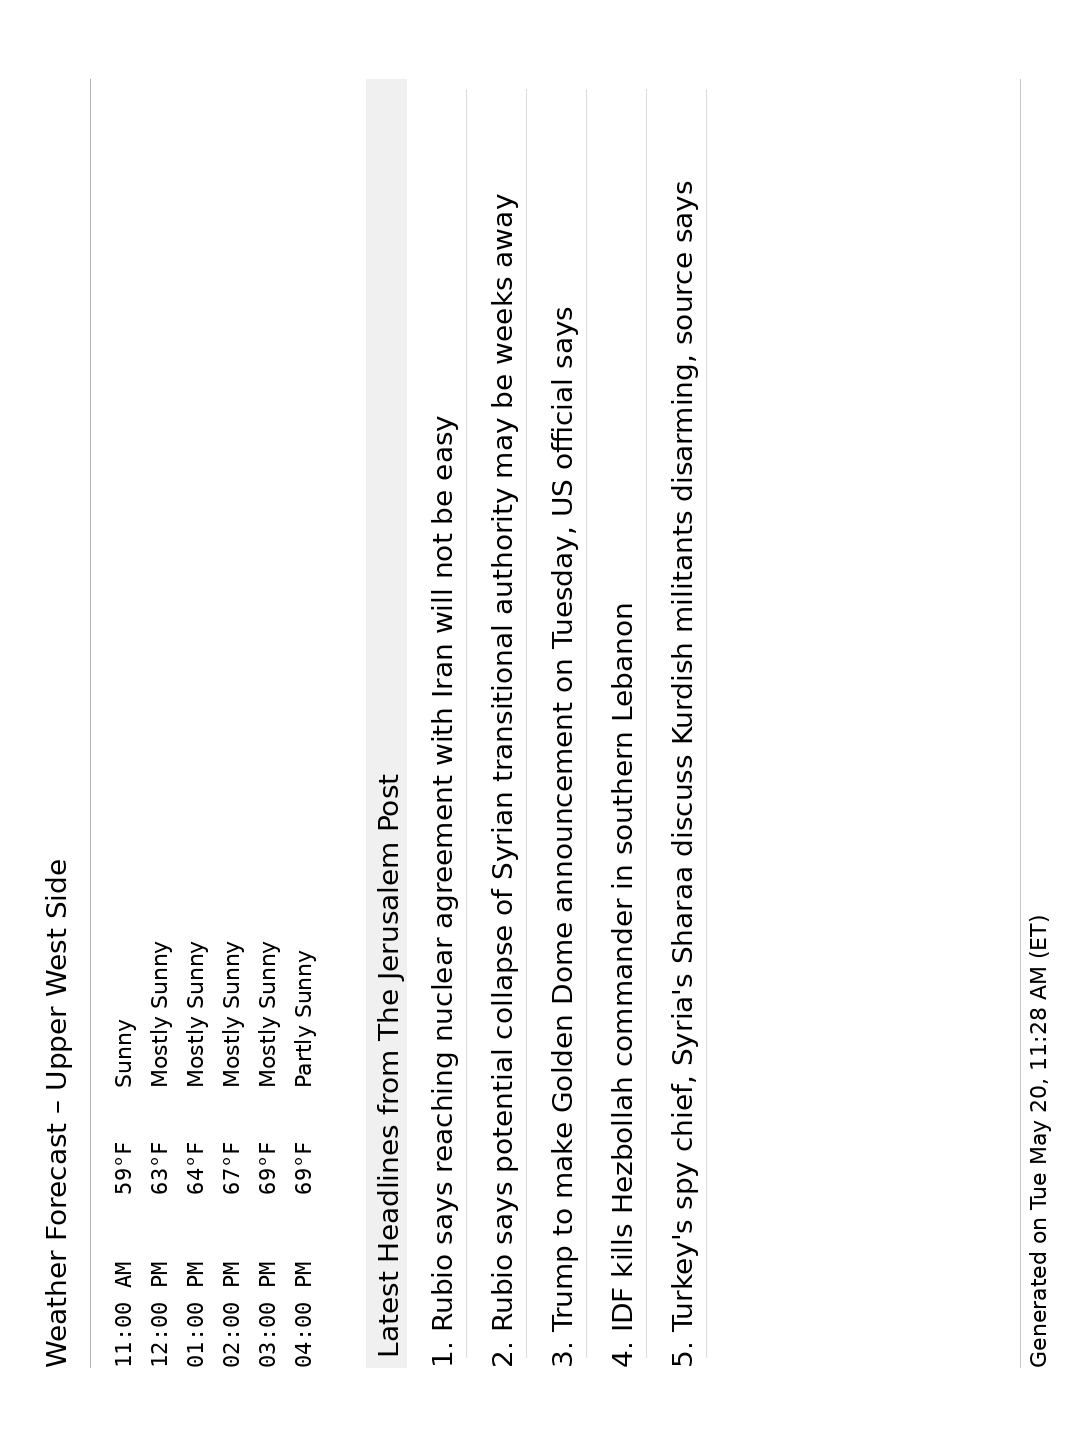 Weather Forecast – Upper West Side
11:00 AM 59°F Sunny
12:00 PM 63°F Mostly Sunny
01:00 PM 64°F Mostly Sunny
02:00 PM 67°F Mostly Sunny
03:00 PM 69°F Mostly Sunny
04:00 PM 69°F Partly Sunny
Latest Headlines from The Jerusalem Post
1. Rubio says reaching nuclear agreement with Iran will not be easy
2. Rubio says potential collapse of Syrian transitional authority may be weeks away
3. Trump to make Golden Dome announcement on Tuesday, US official says
4. IDF kills Hezbollah commander in southern Lebanon
5. Turkey's spy chief, Syria's Sharaa discuss Kurdish militants disarming, source says
Generated on Tue May 20, 11:28 AM (ET)